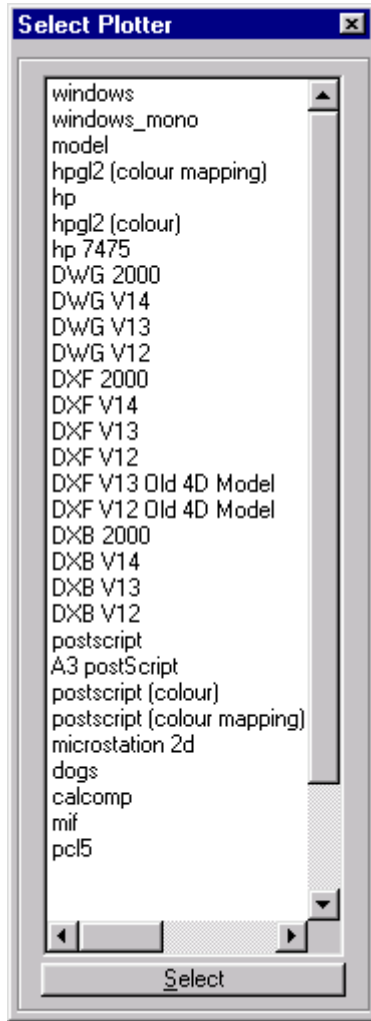 Select Plotter
windows
windows_mono
model
hpgl2 (colour mapping)
hp
hpgl2 (colour)
hp 7475
DWG 2000
DWG V14
DWG V13
DWG V12
DXF 2000
DXF V14
DXF V13
DXF V12
DXF V13 Old 4D Model
DXF V12 Old 4D Model
DXB 2000
DXB V14
DXB V13
DXB V12
postscript
A3 postScript
postscript (colour)
postscript (colour mapping)
microstation 2d
dogs
calcomp
mif
pcl5
Select